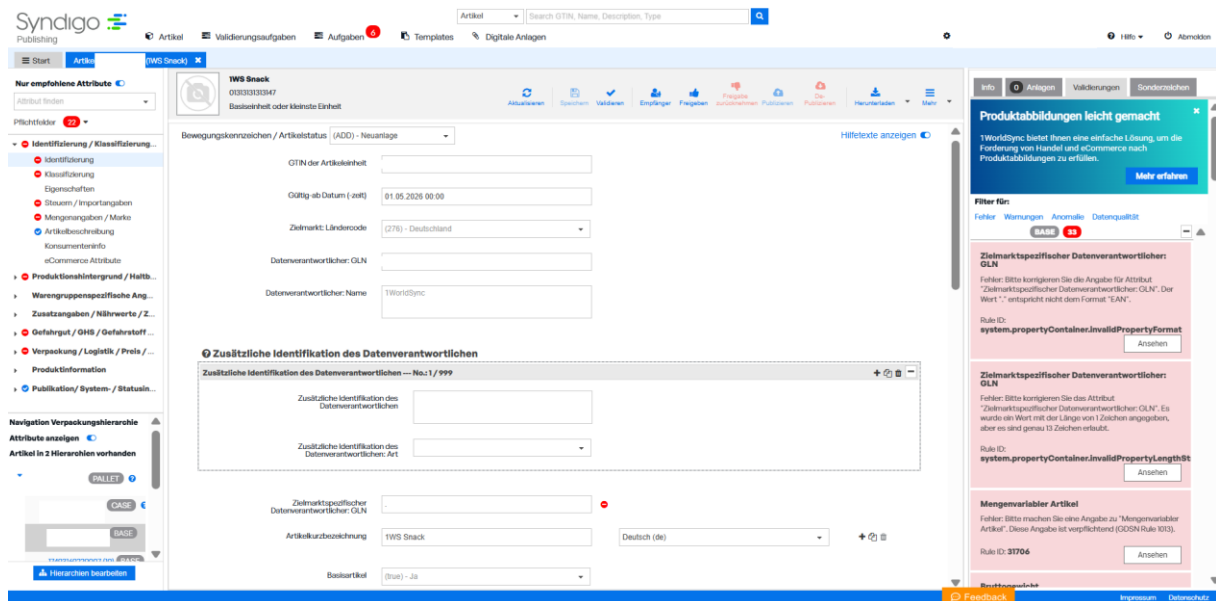 Syndigo
Publishing
Artikel
Search GTIN, Name, Description, Type
Artikel
Validierungsaufgaben
Aufgaben 6
Templates
Digitale Anlagen
Hilfe
Abmelden
Start
Artike (1WS Snack)
Nur empfohlene Attribute
Attribut finden
Pflichtfelder 22
Identifizierung / Klassifizierung...
Identifizierung
Klassifizierung
Eigenschaften
Steuern / Importangaben
Mengenangaben / Marke
Artikelbeschreibung
Konsumenteninfo
eCommerce Attribute
Produktionshintergrund / Haltb...
Warengruppenspezifische Ang...
Zusatzangaben / Nährwerte / Z...
Gefahrgut / GHS / Gefahrstoff ...
Verpackung / Logistik / Preis / ...
Produktinformation
Publikation/ System- / Statusin...
Navigation Verpackungshierarchie
Attribute anzeigen
Artikel in 2 Hierarchien vorhanden
PALLET
CASE
BASE
BASE
Hierarchien bearbeiten
1WS Snack
0131313131347
Basiseinheit oder kleinste Einheit
Aktualisieren
Speichern
Validieren
Empfänger
Freigeben
Freigabe
zurücknehmen
Publizieren
De-
Publizieren
Herunterladen
Mehr
Bewegungskennzeichen / Artikelstatus (ADD) - Neuanlage
Hilfetexte anzeigen
GTIN der Artikeleinheit
Gültig-ab Datum (-zeit) 01.05.2026 00:00
Zielmarkt: Ländercode (276) - Deutschland
Datenverantwortlicher: GLN
Datenverantwortlicher: Name 1WorldSync
Zusätzliche Identifikation des Datenverantwortlichen
Zusätzliche Identifikation des Datenverantwortlichen --- No.: 1 / 999
Zusätzliche Identifikation des
Datenverantwortlichen
Zusätzliche Identifikation des
Datenverantwortlichen: Art
Zielmarktspezifischer
Datenverantwortlicher: GLN .
Artikelkurzbezeichnung 1WS Snack Deutsch (de)
Basisartikel (true) - Ja
Info
0 Anlagen
Validierungen
Sonderzeichen
Produktabbildungen leicht gemacht
1WorldSync bietet Ihnen eine einfache Lösung, um die
Forderung von Handel und eCommerce nach
Produktabbildungen zu erfüllen.
Mehr erfahren
Filter für:
Fehler Warnungen Anomalie Datenqualität
BASE 33
Zielmarktspezifischer Datenverantwortlicher:
GLN
Fehler: Bitte korrigieren Sie die Angabe für Attribut
"Zielmarktspezifischer Datenverantwortlicher: GLN". Der
Wert "." entspricht nicht dem Format "EAN".
Rule ID:
system.propertyContainer.invalidPropertyFormat
Ansehen
Zielmarktspezifischer Datenverantwortlicher:
GLN
Fehler: Bitte korrigieren Sie das Attribut
"Zielmarktspezifischer Datenverantwortlicher: GLN". Es
wurde ein Wert mit der Länge von 1 Zeichen angegeben,
aber es sind genau 13 Zeichen erlaubt.
Rule ID:
system.propertyContainer.invalidPropertyLengthSt
Ansehen
Mengenvariabler Artikel
Fehler: Bitte machen Sie eine Angabe zu "Mengenvariabler
Artikel". Diese Angabe ist verpflichtend (GDSN Rule 1013).
Rule ID: 31706
Ansehen
Bruttogewicht
Feedback
Impressum
Datenschutz